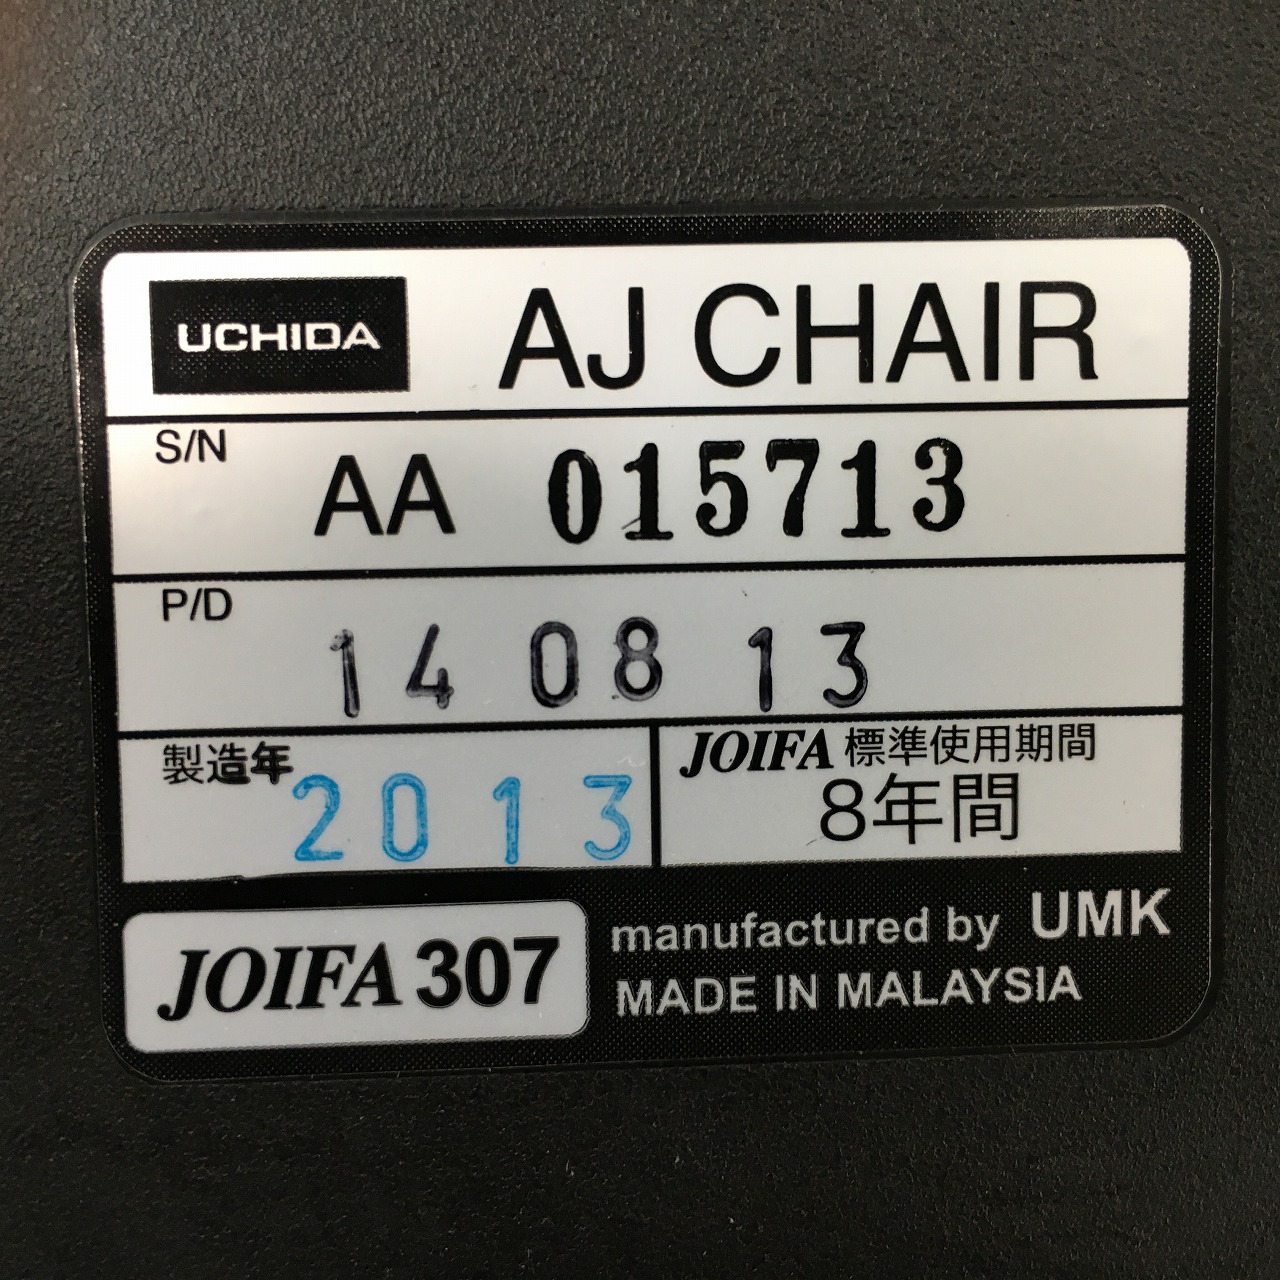 UCHIDA AJ CHAIR
S/N AA 015713
P/D 14 08 13
製造年 2013
JOIFA 標準使用期間
8年間
JOIFA 307
manufactured by UMK
MADE IN MALAYSIA